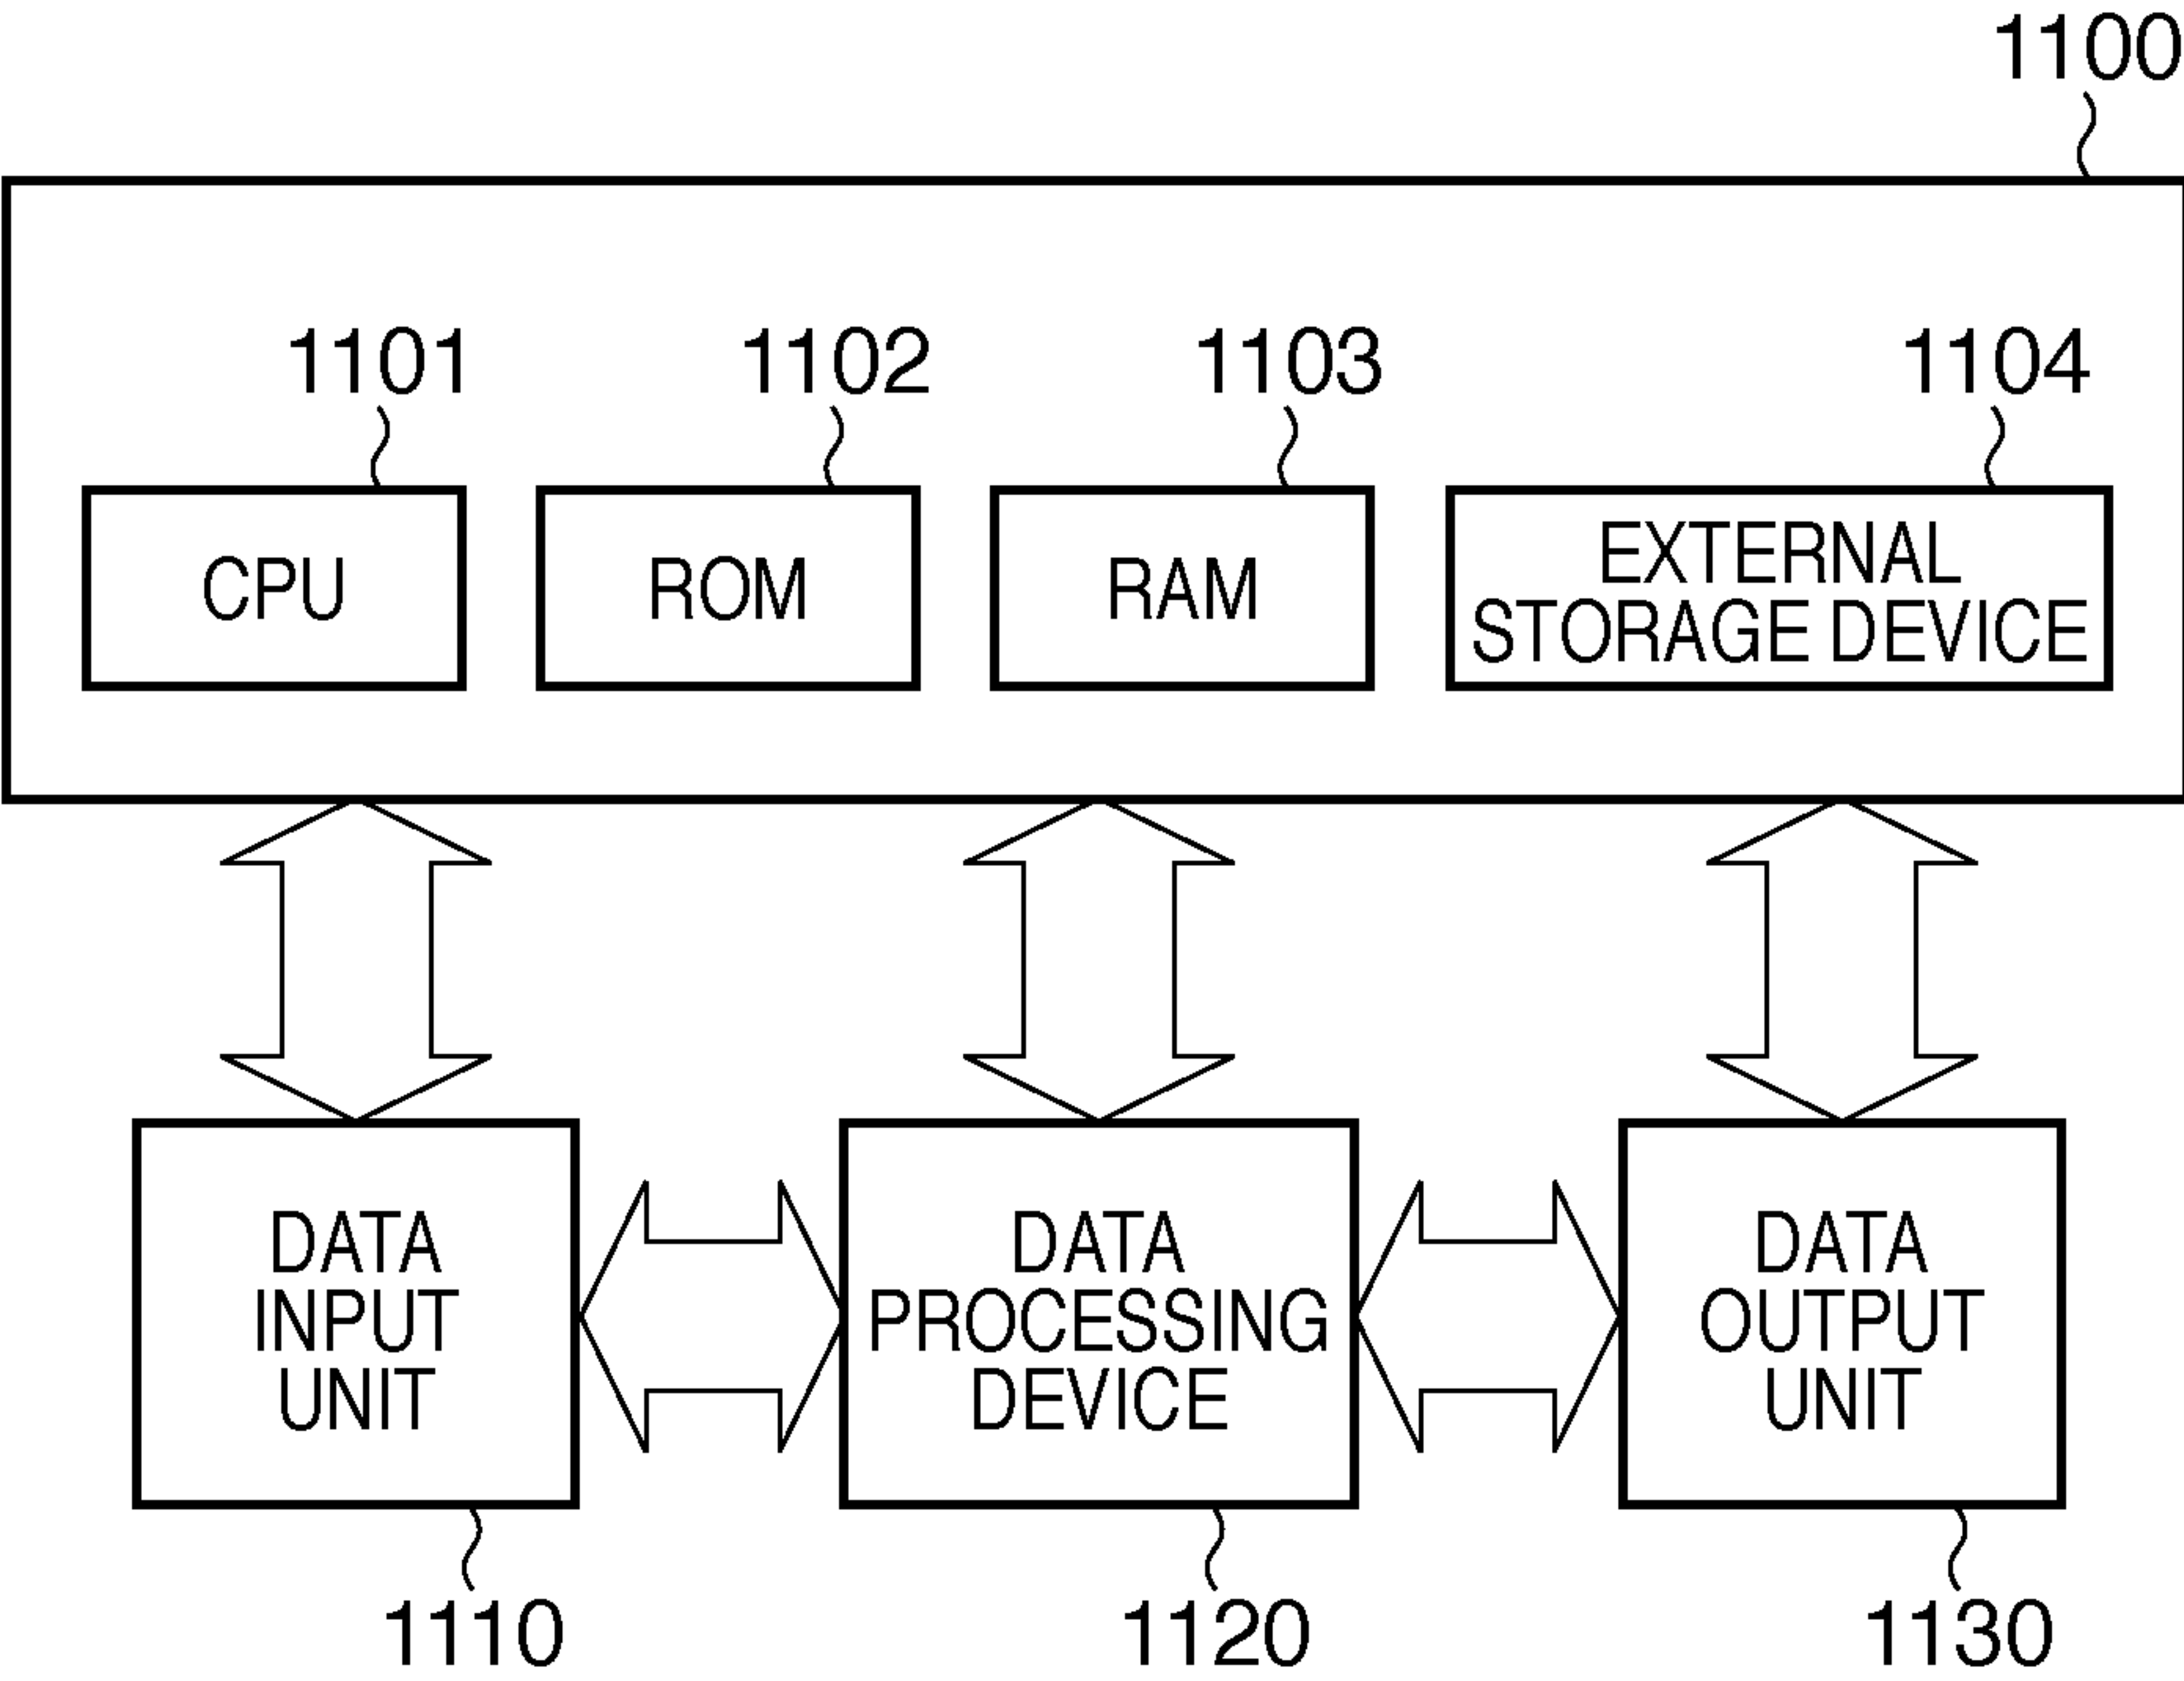 1100
1101
1102
1103
1104
CPU
ROM
RAM
EXTERNAL
STORAGE DEVICE
DATA
INPUT
UNIT
DATA
PROCESSING
DEVICE
DATA
OUTPUT
UNIT
1110
1120
1130